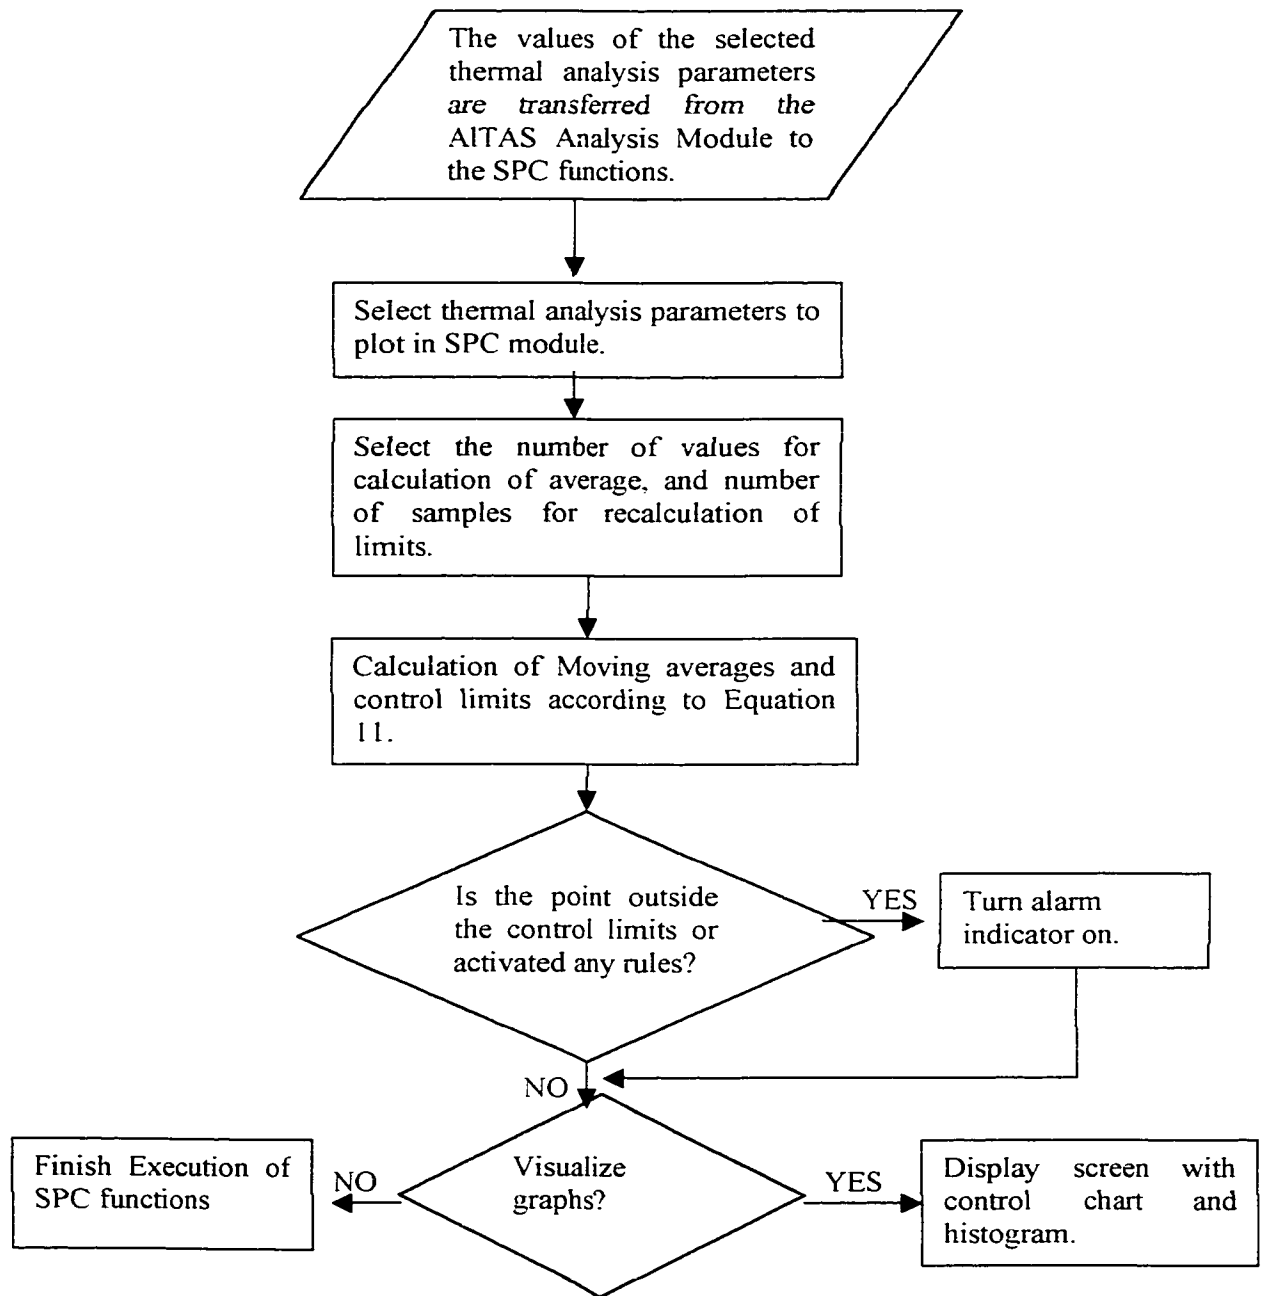 The values of the selected
thermal analysis parameters
are transferred from the
AlTAS Analysis Module to
the SPC functions.
Select thermal analysis parameters to
plot in SPC module.
Select the number of values for
calculation of average, and number
of samples for recalculation of
limits.
Calculation of Moving averages and
control limits according to Equation
11.
Is the point outside
the control limits or
activated any rules?
YES
Turn alarm
indicator on.
NO
Visualize
graphs?
NO
Finish Execution of
SPC functions
YES
Display screen with
control chart and
histogram.